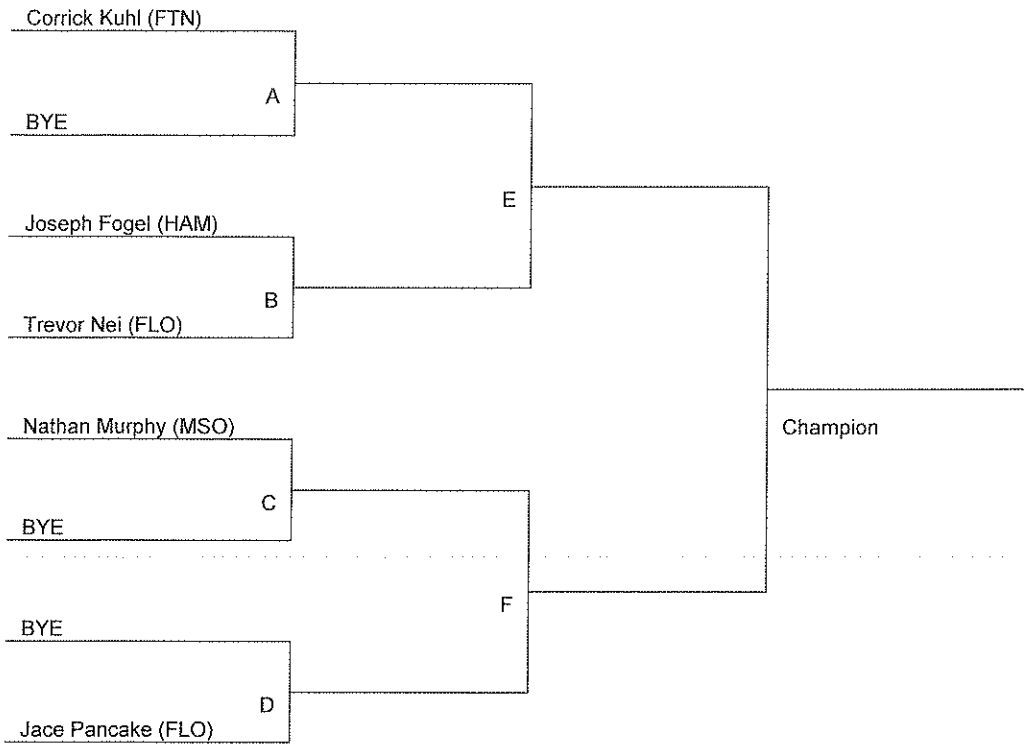 Corrick Kuhl (FTN)
A
BYE
E
Joseph Fogel (HAM)
B
Trevor Nei (FLO)
Nathan Murphy (MSO)
Champion
C
BYE
F
BYE
D
Jace Pancake (FLO)